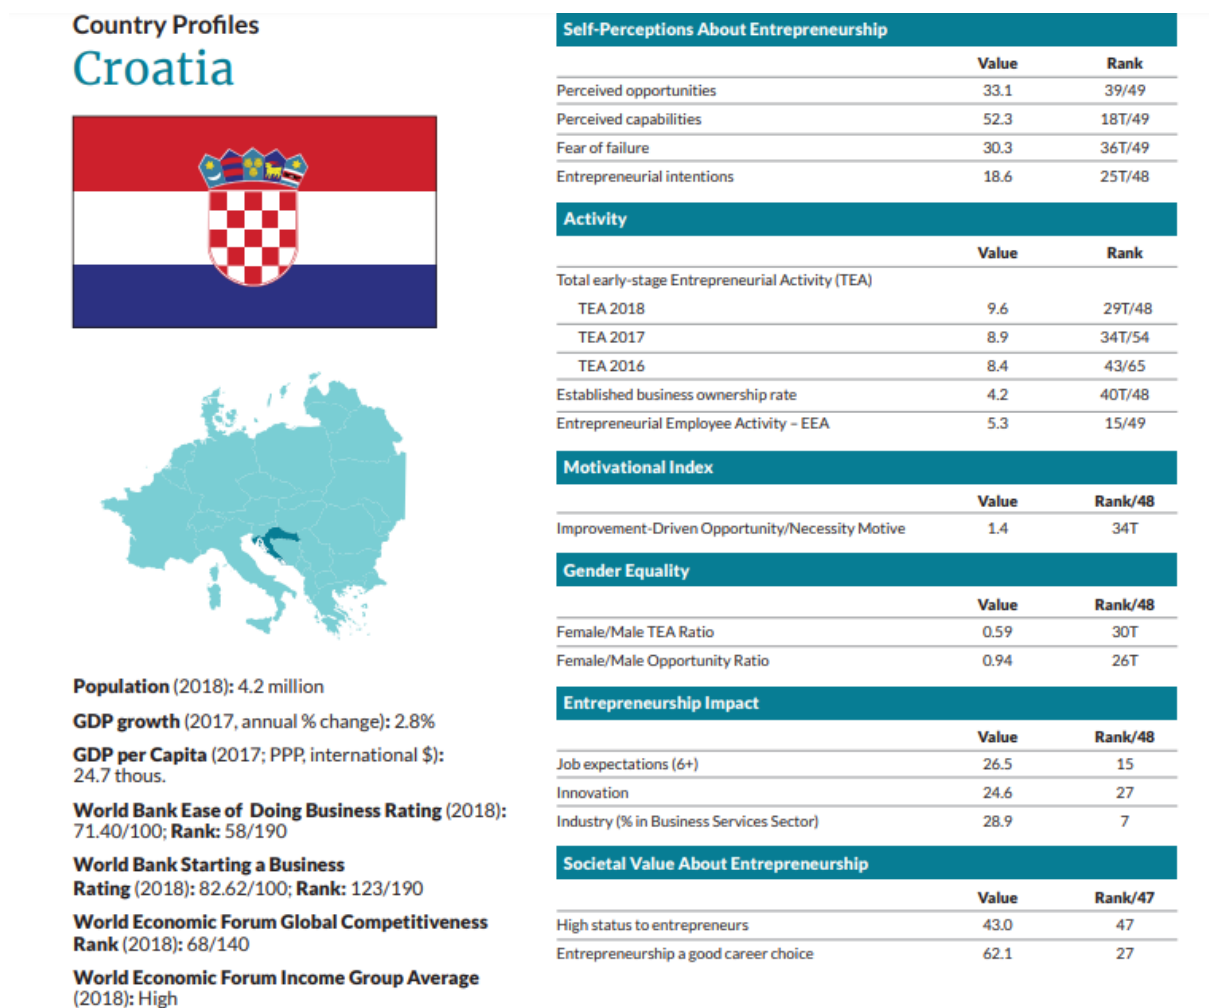 Country Profiles
Croatia
Population (2018): 4.2 million
GDP growth (2017, annual % change): 2.8%
GDP per Capita (2017; PPP, international $):
24.7 thous.
World Bank Ease of Doing Business Rating (2018):
71.40/100; Rank: 58/190
World Bank Starting a Business
Rating (2018): 82.62/100; Rank: 123/190
World Economic Forum Global Competitiveness
Rank (2018): 68/140
World Economic Forum Income Group Average
(2018): High
Self-Perceptions About Entrepreneurship
Value Rank
Perceived opportunities 33.1 39/49
Perceived capabilities 52.3 18T/49
Fear of failure 30.3 36T/49
Entrepreneurial intentions 18.6 25T/48
Activity
Value Rank
Total early-stage Entrepreneurial Activity (TEA)
TEA 2018 9.6 29T/48
TEA 2017 8.9 34T/54
TEA 2016 8.4 43/65
Established business ownership rate 4.2 40T/48
Entrepreneurial Employee Activity – EEA 5.3 15/49
Motivational Index
Value Rank/48
Improvement-Driven Opportunity/Necessity Motive 1.4 34T
Gender Equality
Value Rank/48
Female/Male TEA Ratio 0.59 30T
Female/Male Opportunity Ratio 0.94 26T
Entrepreneurship Impact
Value Rank/48
Job expectations (6+) 26.5 15
Innovation 24.6 27
Industry (% in Business Services Sector) 28.9 7
Societal Value About Entrepreneurship
Value Rank/47
High status to entrepreneurs 43.0 47
Entrepreneurship a good career choice 62.1 27